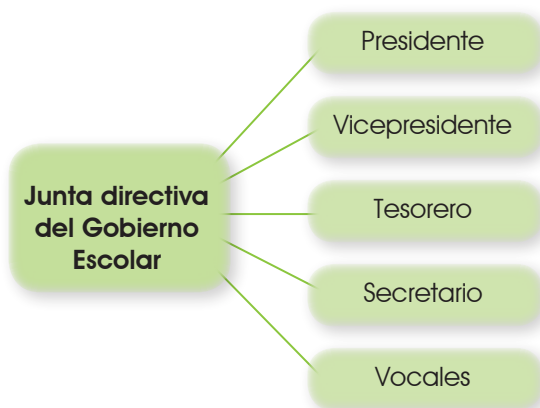 Junta directiva
del Gobierno
Escolar
Presidente
Vicepresidente
Tesorero
Secretario
Vocales